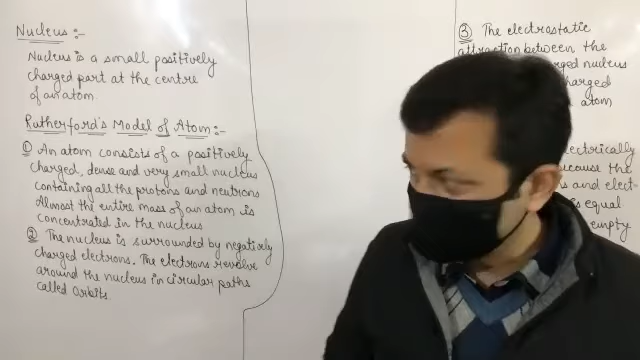 Nucleus:-
Nucleus is a small positively
charged part at the centre
of an atom.
Rutherford's Model of Atom:-
① An atom consists of a positively
charged, dense and very small nucleus
containing all the protons and neutrons
Almost the entire mass of an atom is
concentrated in the nucleus
② The nucleus is surrounded by negatively
charged electrons. The electrons revolve
around the nucleus in circular paths
called Orbits.
③ The electrostatic
attraction between the
nucleus
charged
atom
ectrically
because the
s and elect-
is equal
empty